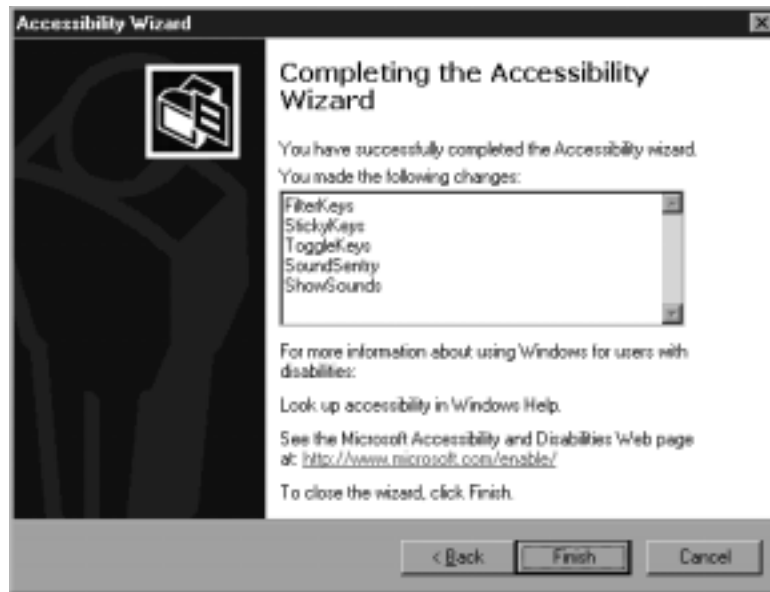 Accessibility Wizard
Completing the Accessibility
Wizard
You have successfully completed the Accessibility wizard.
You made the following changes:
FilterKeys
StickyKeys
ToggleKeys
SoundSentry
ShowSounds
For more information about using Windows for users with
disabilities:
Look up accessibility in Windows Help.
See the Microsoft Accessibility and Disabilities Web page
at: http://www.microsoft.com/enable/
To close the wizard, click Finish.
< Back
Finish
Cancel